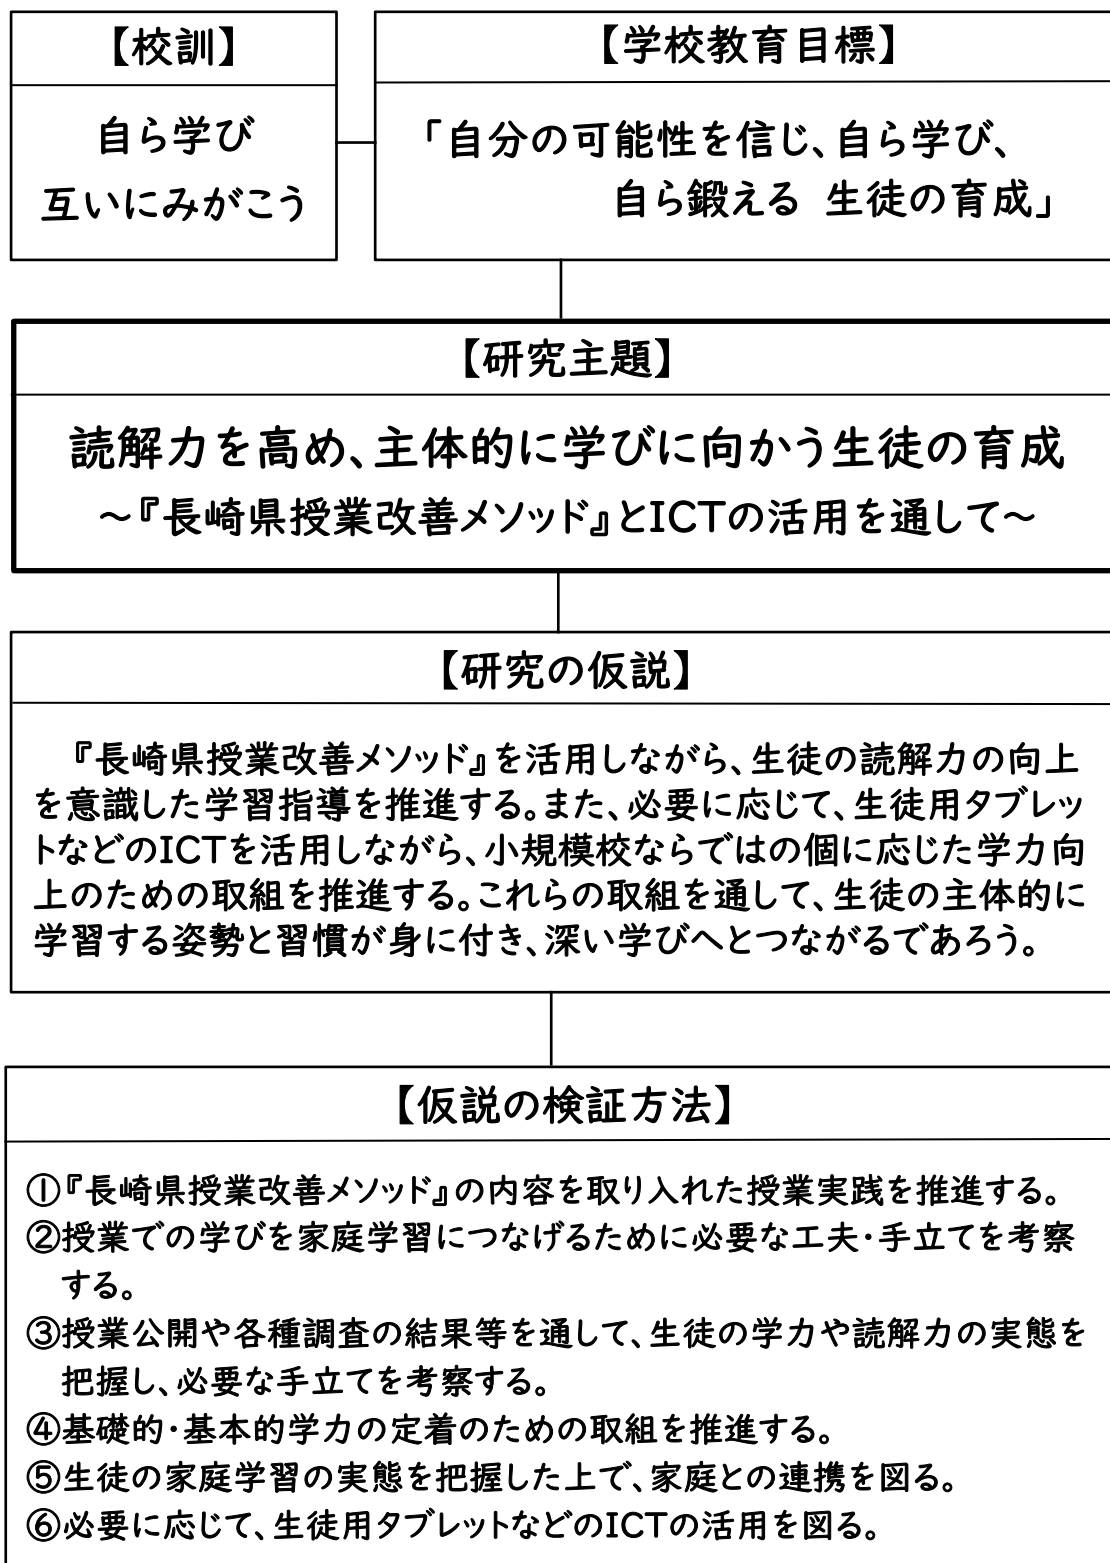 【校訓】
自ら学び
互いにみがこう
【学校教育目標】
「自分の可能性を信じ、自ら学び、
自ら鍛える 生徒の育成」
【研究主題】
読解力を高め、主体的に学びに向かう生徒の育成
～『長崎県授業改善メソッド』とICTの活用を通して～
【研究の仮説】
『長崎県授業改善メソッド』を活用しながら、生徒の読解力の向上
を意識した学習指導を推進する。また、必要に応じて、生徒用タブレッ
トなどのICTを活用しながら、小規模校ならではの個に応じた学力向
上のための取組を推進する。これらの取組を通して、生徒の主体的に
学習する姿勢と習慣が身に付き、深い学びへとつながるであろう。
【仮説の検証方法】
①『長崎県授業改善メソッド』の内容を取り入れた授業実践を推進する。
②授業での学びを家庭学習につなげるために必要な工夫・手立てを考察
する。
③授業公開や各種調査の結果等を通して、生徒の学力や読解力の実態を
把握し、必要な手立てを考察する。
④基礎的・基本的学力の定着のための取組を推進する。
⑤生徒の家庭学習の実態を把握した上で、家庭との連携を図る。
⑥必要に応じて、生徒用タブレットなどのICTの活用を図る。